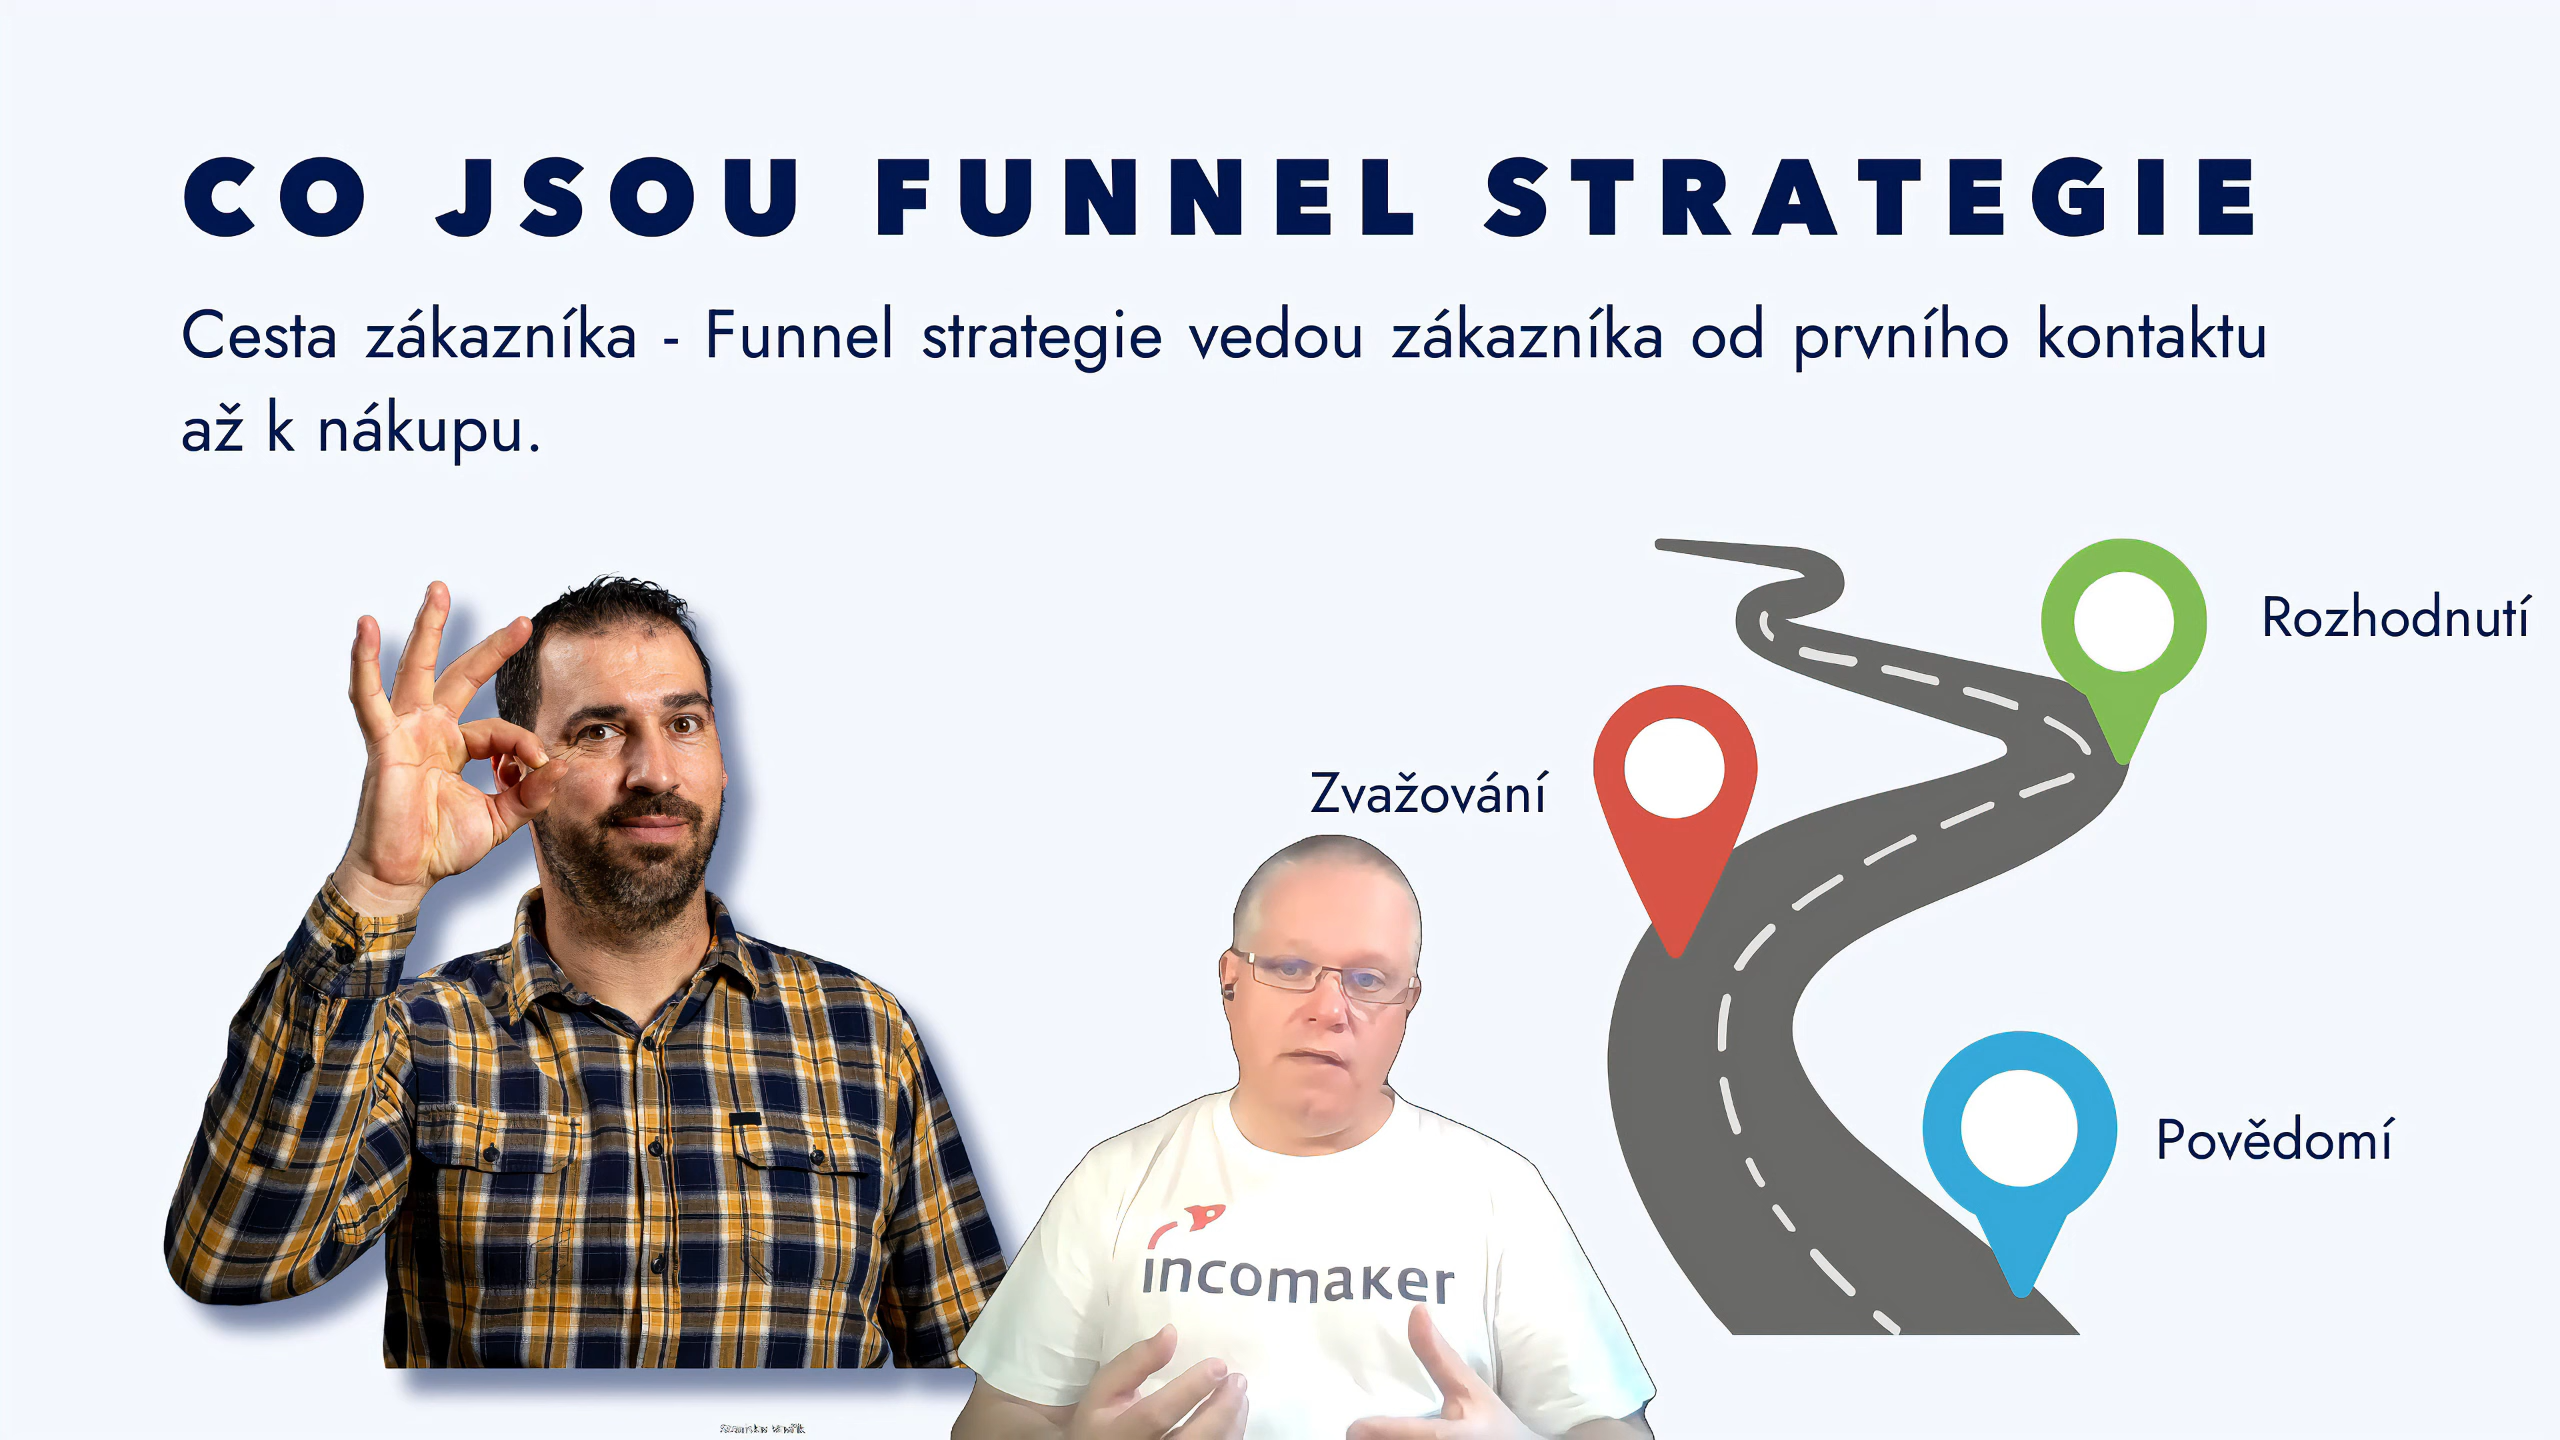 CO JSOU FUNNEL STRATEGIE
Cesta zákazníka - Funnel strategie vedou zákazníka od prvního kontaktu
až k nákupu.
Rozhodnutí
Zvažování
Povědomí
incomaker